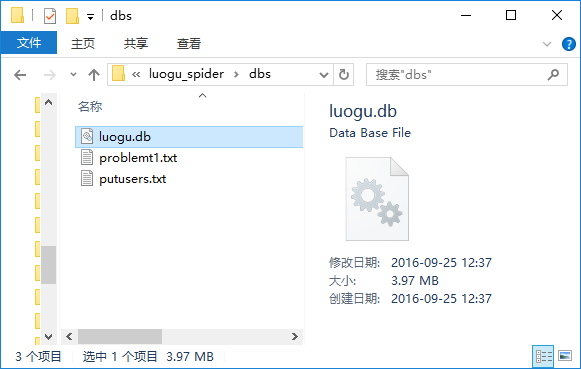 dbs
文件 主页 共享 查看
« luogu_spider › dbs 搜索"dbs"
名称
luogu.db
problemt1.txt
putusers.txt
luogu.db
Data Base File
修改日期: 2016-09-25 12:37
大小: 3.97 MB
创建日期: 2016-09-25 12:37
3 个项目 选中 1 个项目 3.97 MB